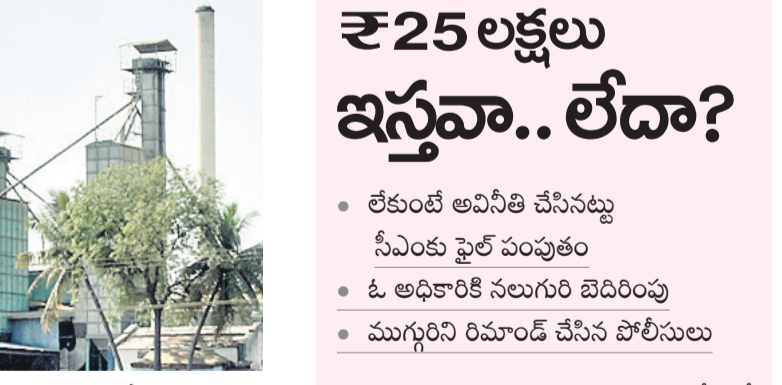 ₹25 లక్షలు
ఇస్తవా.. లేదా?
• లేకుంటే అవినీతి చేసినట్టు
సీఎంకు ఫైల్ పంపుతం
• ఓ అధికారికి నలుగురి బెదిరింపు
• ముగ్గురిని రిమాండ్ చేసిన పోలీసులు